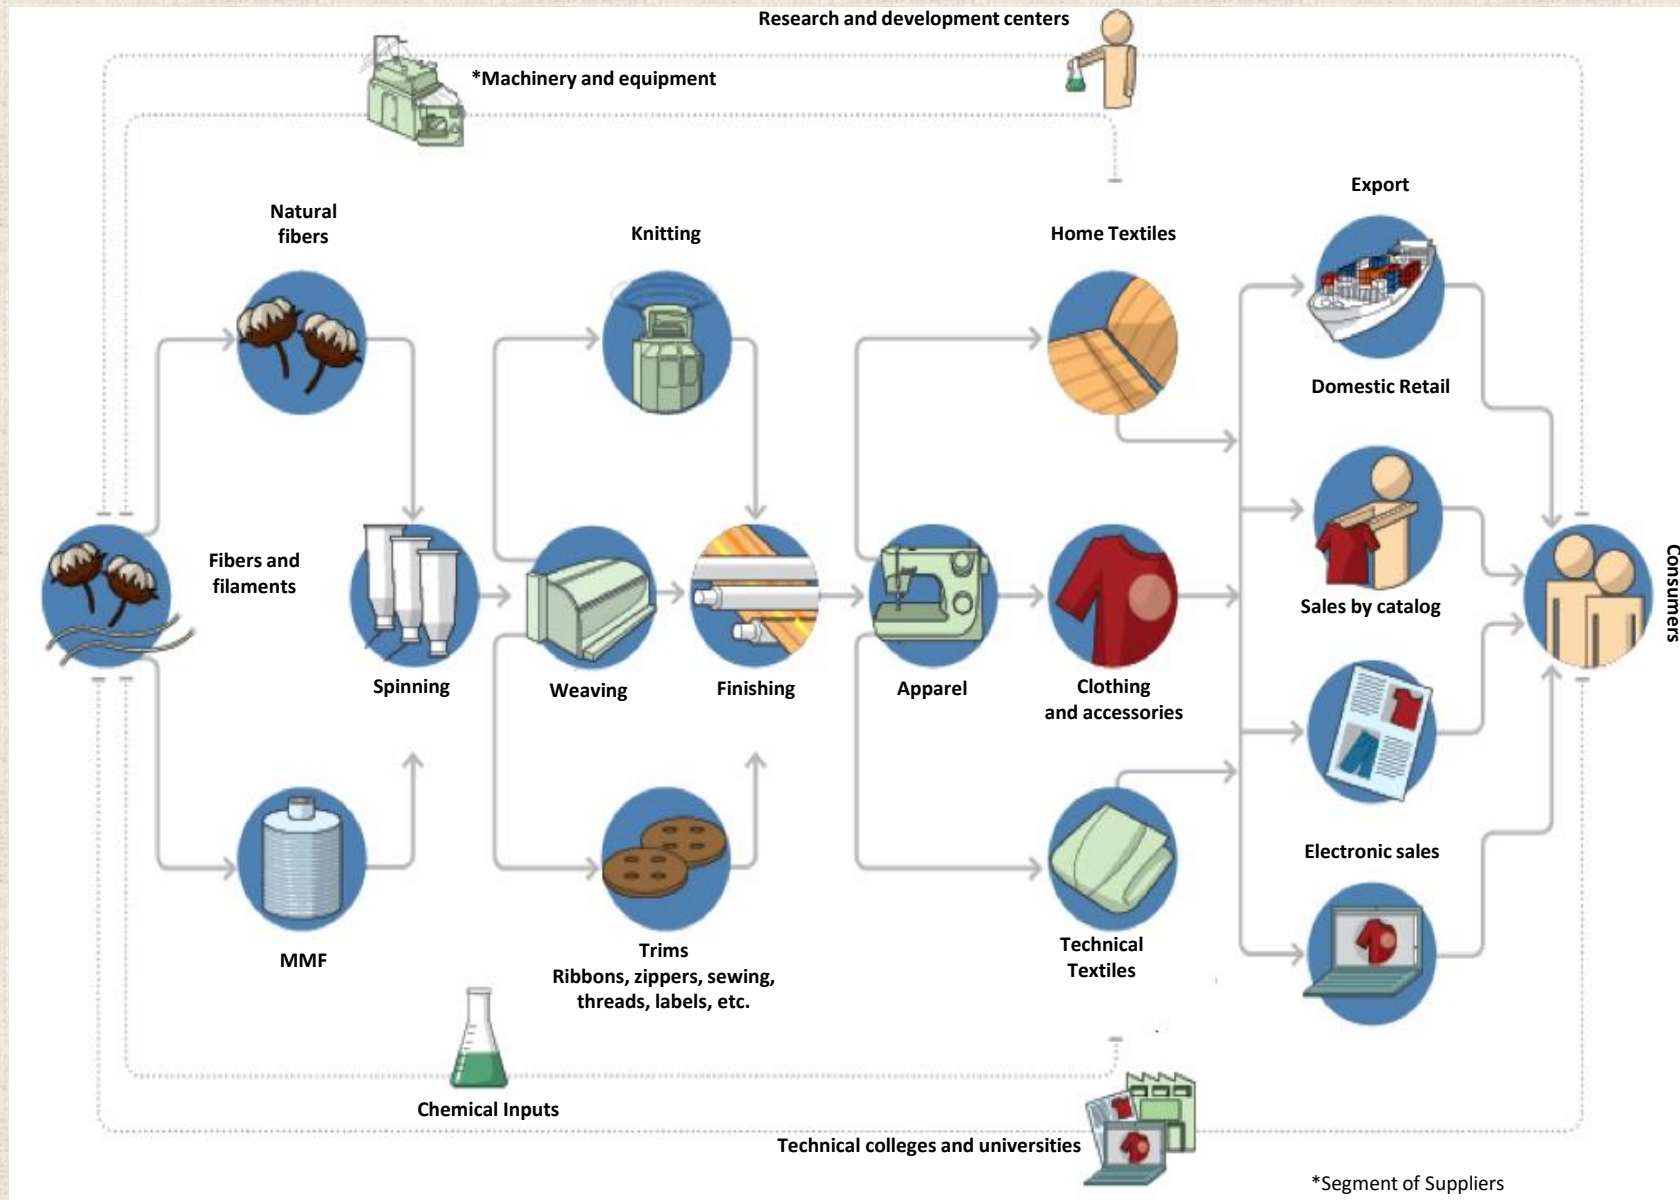 Research and development centers
*Machinery and equipment
Export
Natural
fibers
Knitting
Home Textiles
Domestic Retail
Fibers and
filaments
Consumers
Sales by catalog
Spinning
Weaving
Finishing
Apparel
Clothing
and accessories
Electronic sales
MMF
Trims
Ribbons, zippers, sewing,
threads, labels, etc.
Technical
Textiles
Chemical Inputs
Technical colleges and universities
*Segment of Suppliers